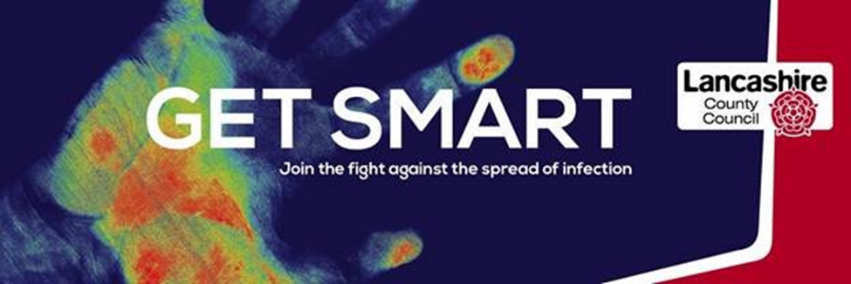 GET SMART
Join the fight against the spread of infection
Lancashire
County
Council